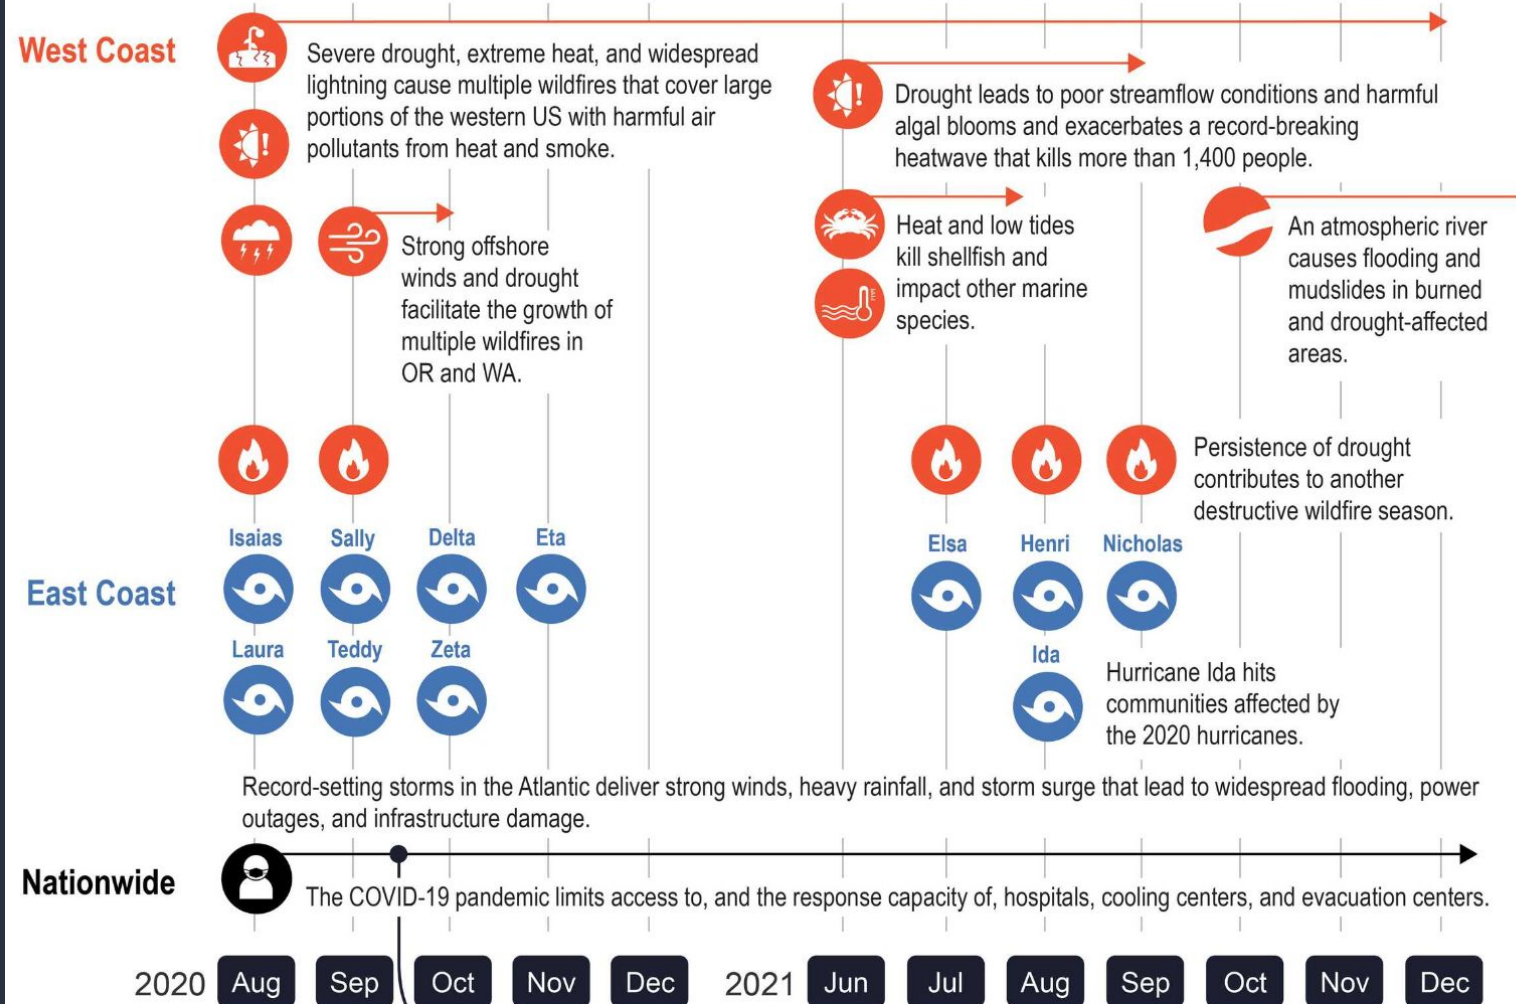 West Coast
Severe drought, extreme heat, and widespread
lightning cause multiple wildfires that cover large
portions of the western US with harmful air
pollutants from heat and smoke.
Drought leads to poor streamflow conditions and harmful
algal blooms and exacerbates a record-breaking
heatwave that kills more than 1,400 people.
Strong offshore
winds and drought
facilitate the growth of
multiple wildfires in
OR and WA.
Heat and low tides
kill shellfish and
impact other marine
species.
An atmospheric river
causes flooding and
mudslides in burned
and drought-affected
areas.
Persistence of drought
contributes to another
destructive wildfire season.
East Coast
Isaias Sally Delta Eta
Elsa Henri Nicholas
Laura Teddy Zeta
Ida
Hurricane Ida hits
communities affected by
the 2020 hurricanes.
Record-setting storms in the Atlantic deliver strong winds, heavy rainfall, and storm surge that lead to widespread flooding, power
outages, and infrastructure damage.
Nationwide
The COVID-19 pandemic limits access to, and the response capacity of, hospitals, cooling centers, and evacuation centers.
2020 Aug Sep Oct Nov Dec 2021 Jun Jul Aug Sep Oct Nov Dec